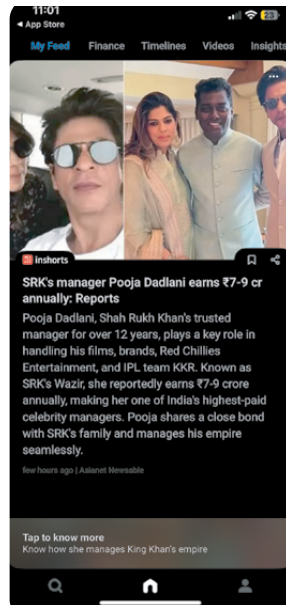 11:01
23
◀ App Store
My Feed Finance Timelines Videos Insights
inshorts
SRK's manager Pooja Dadlani earns ₹7-9 cr
annually: Reports
Pooja Dadlani, Shah Rukh Khan's trusted
manager for over 12 years, plays a key role in
handling his films, brands, Red Chillies
Entertainment, and IPL team KKR. Known as
SRK's Wazir, she reportedly earns ₹7-9 crore
annually, making her one of India's highest-paid
celebrity managers. Pooja shares a close bond
with SRK's family and manages his empire
seamlessly.
few hours ago | Asianet Newsable
Tap to know more
Know how she manages King Khan's empire